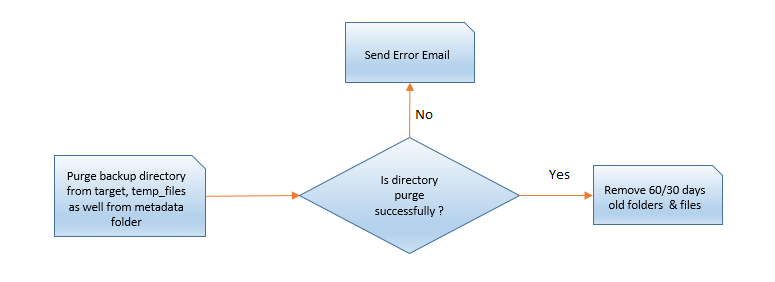 Send Error Email
No
Purge backup directory
from target, temp_files
as well from metadata
folder
Is directory
purge
successfully ?
Yes
Remove 60/30 days
old folders & files